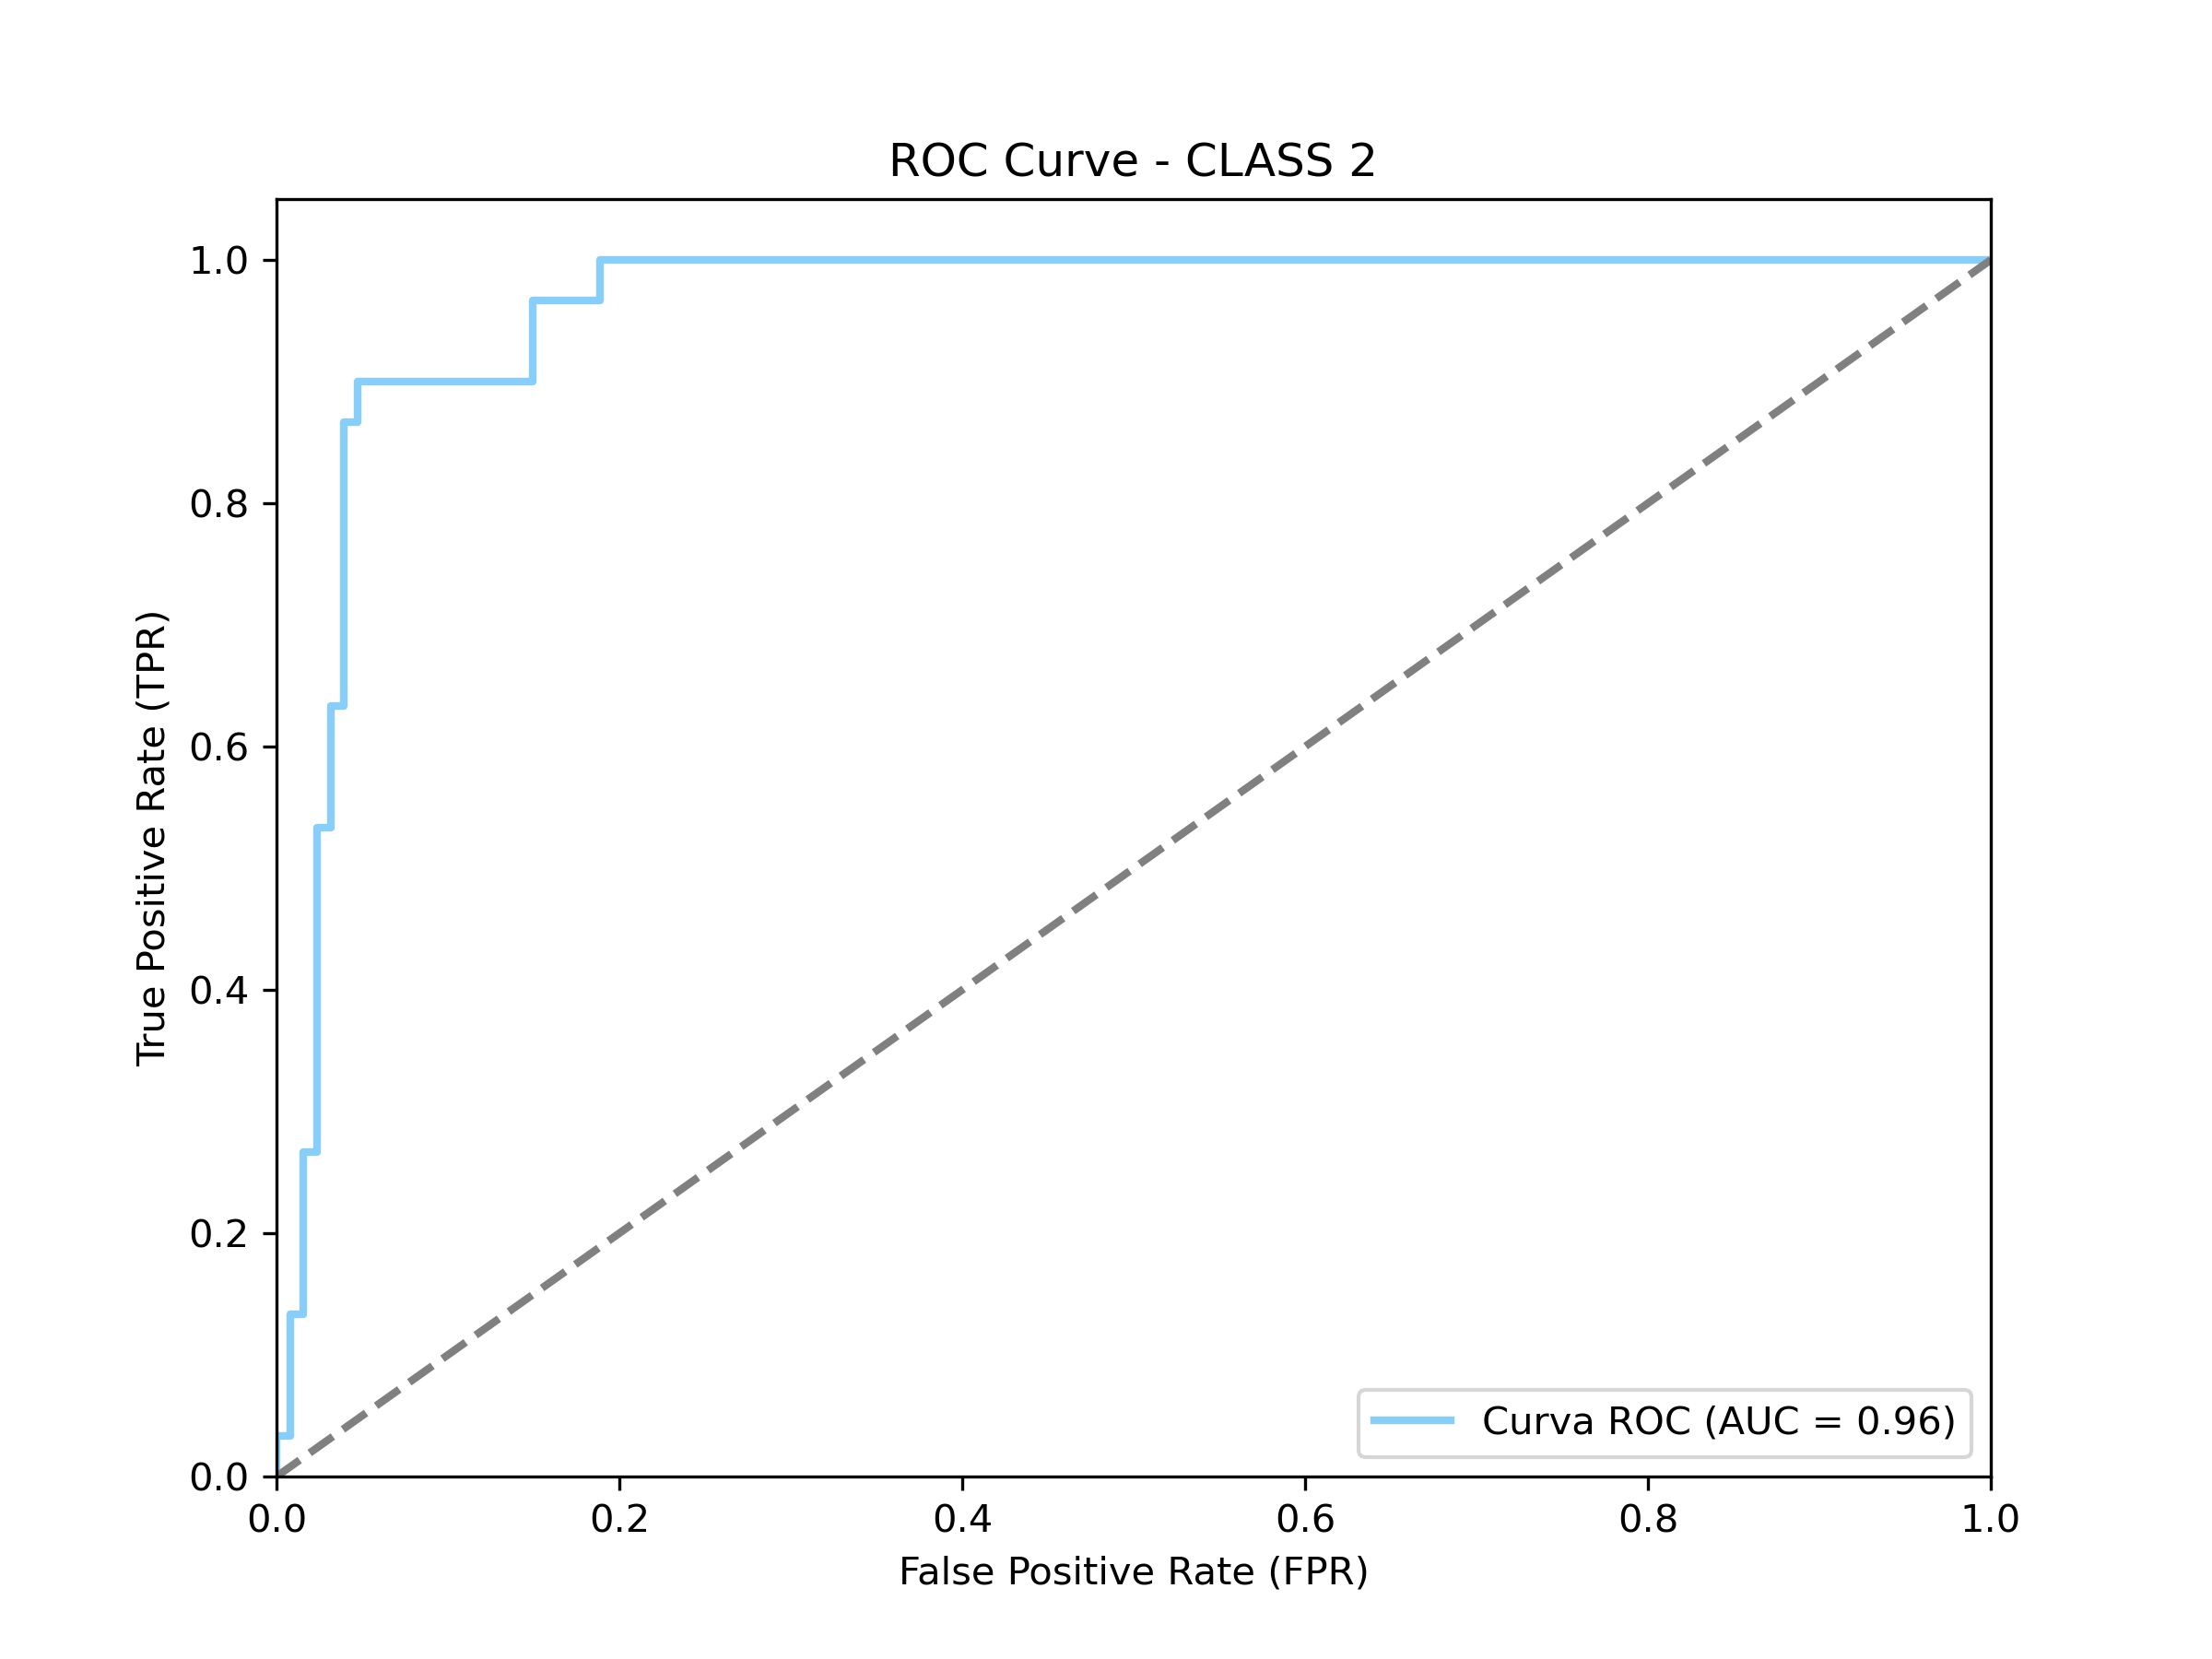 ROC Curve - CLASS 2
True Positive Rate (TPR)
1.0
0.8
0.6
0.4
0.2
0.0
0.0 0.2 0.4 0.6 0.8 1.0
False Positive Rate (FPR)
Curva ROC (AUC = 0.96)